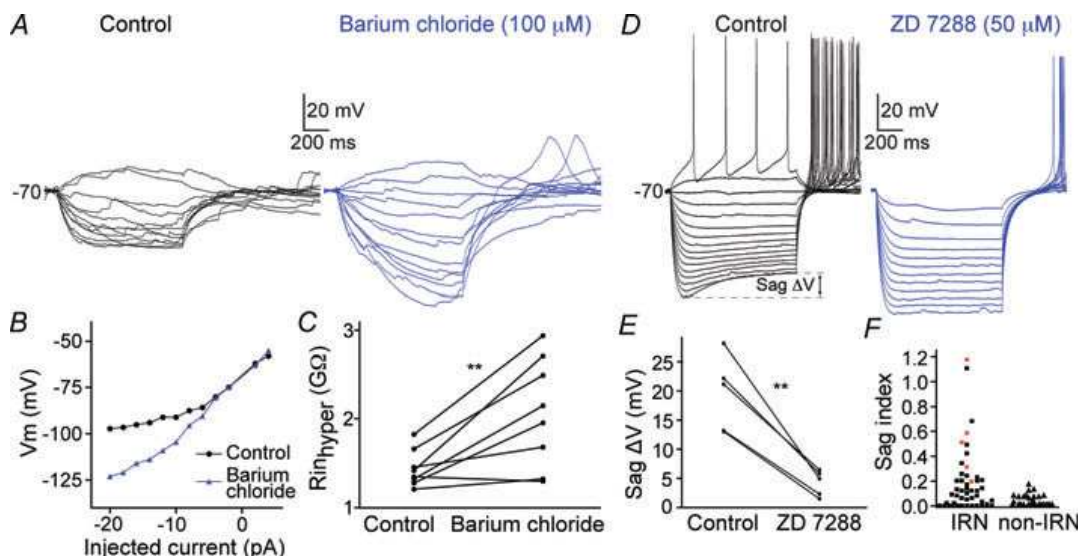 A
Control
Barium chloride (100 μM)
20 mV
200 ms
-70
D
Control
ZD 7288 (50 μM)
20 mV
200 ms
-70
Sag ΔV
B
-50
-75
-100
-125
Vm (mV)
Control
Barium chloride
-20
-10
0
Injected current (pA)
C
3
2
1
Rin hyper (GΩ)
**
Control
Barium chloride
E
25
20
15
10
5
0
Sag ΔV (mV)
**
Control
ZD 7288
F
1.2
1.0
0.8
0.6
0.4
0.2
0.0
Sag index
IRN
non-IRN